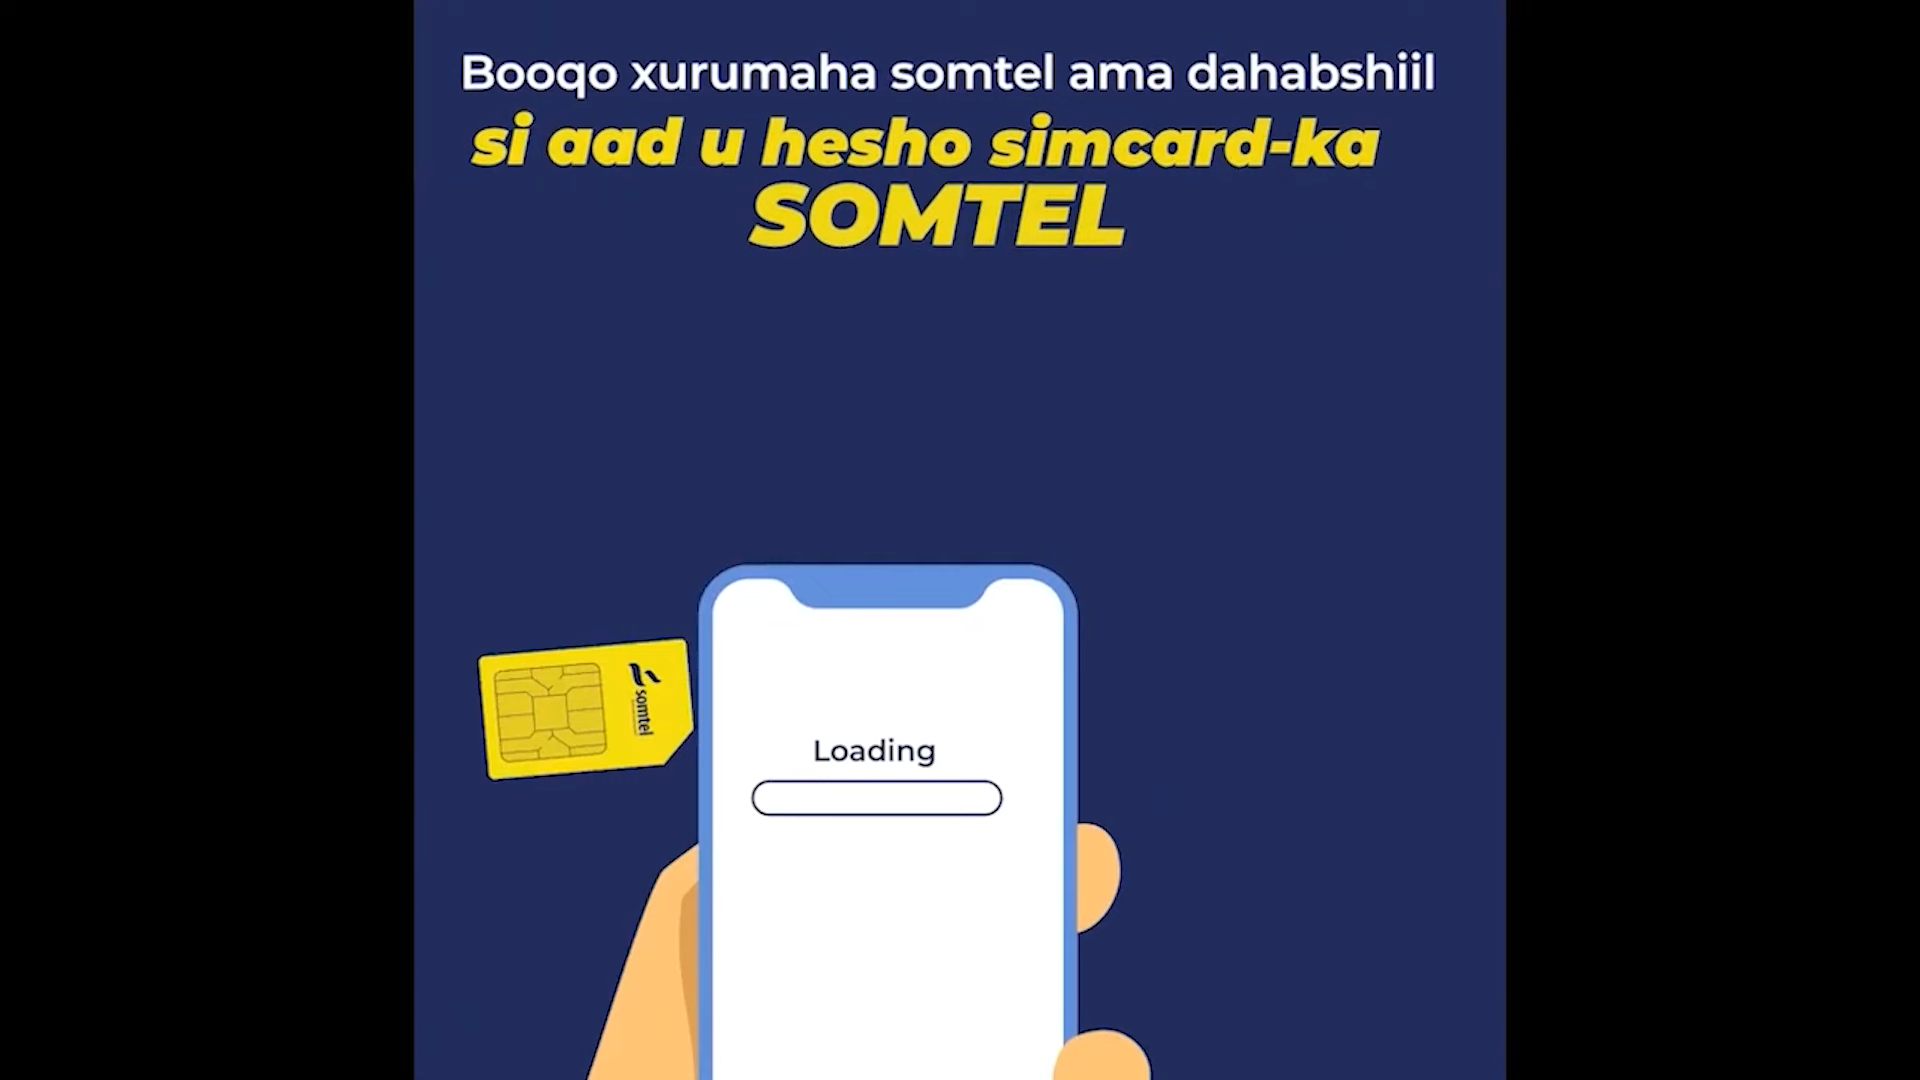 Booqo xurumaha somtel ama dahabshiil
si aad u hesho simcard-ka
SOMTEL
somtel
Loading